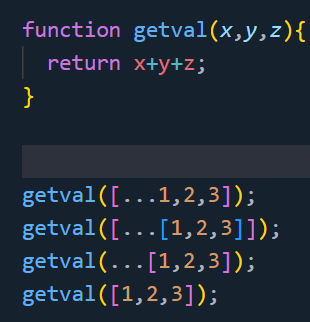 function getval(x,y,z){
  return x+y+z;
}
getval([...1,2,3]);
getval([...[1,2,3]]);
getval(...[1,2,3]);
getval([1,2,3]);